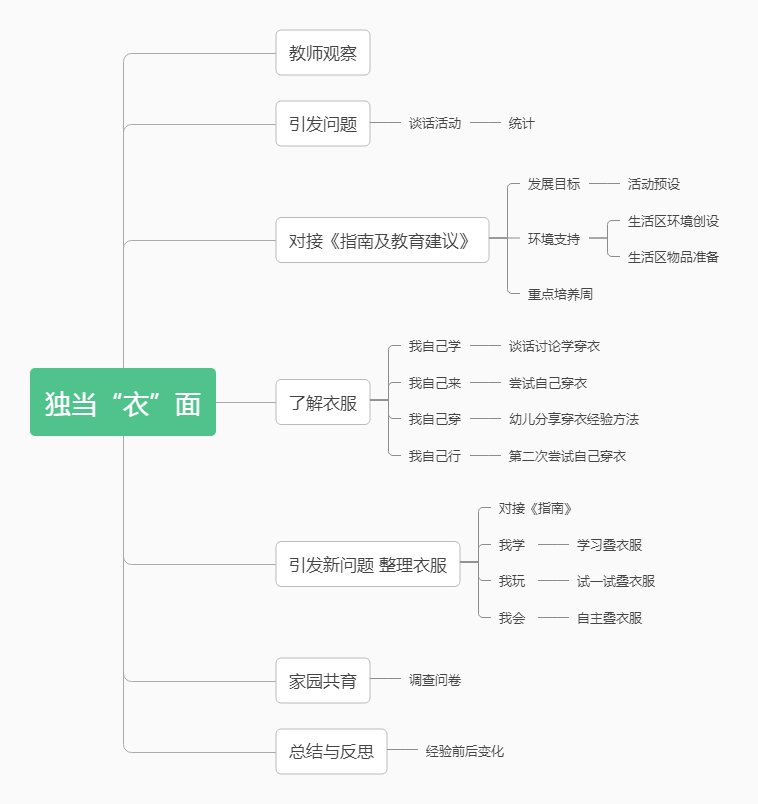 独当“衣”面
教师观察
引发问题
谈话活动
统计
对接《指南及教育建议》
发展目标
活动预设
环境支持
生活区环境创设
生活区物品准备
重点培养周
了解衣服
我自己学
谈话讨论学穿衣
我自己来
尝试自己穿衣
我自己穿
幼儿分享穿衣经验方法
我自己行
第二次尝试自己穿衣
引发新问题 整理衣服
对接《指南》
我学
学习叠衣服
我玩
试一试叠衣服
我会
自主叠衣服
家园共育
调查问卷
总结与反思
经验前后变化